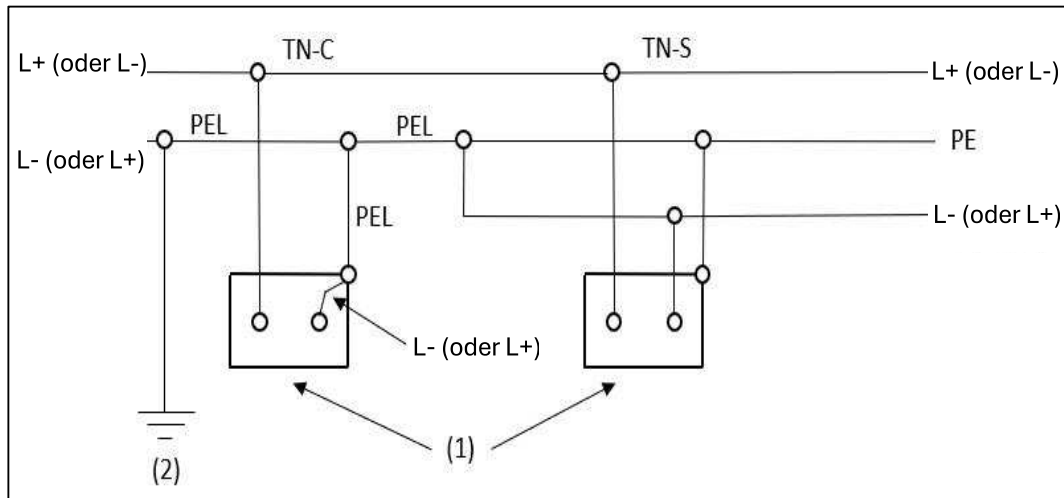 TN-C
TN-S
L+ (oder L-)
L+ (oder L-)
PEL
PEL
PE
L- (oder L+)
PEL
L- (oder L+)
L- (oder L+)
(1)
(2)